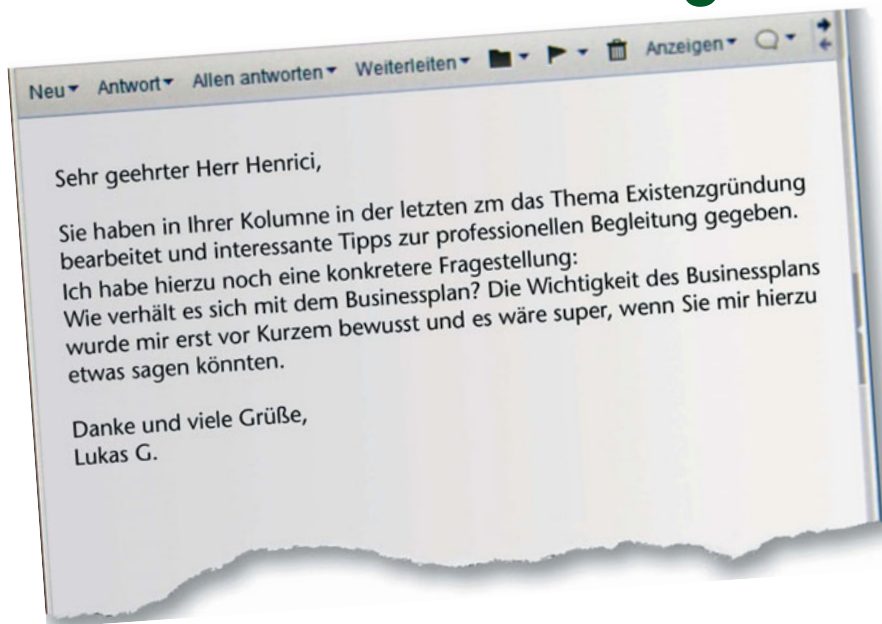 Neu Antwort Allen antworten Weiterleiten Anzeigen
Sehr geehrter Herr Henrici,
Sie haben in Ihrer Kolumne in der letzten zm das Thema Existenzgründung
bearbeitet und interessante Tipps zur professionellen Begleitung gegeben.
Ich habe hierzu noch eine konkretere Fragestellung:
Wie verhält es sich mit dem Businessplan? Die Wichtigkeit des Businessplans
wurde mir erst vor Kurzem bewusst und es wäre super, wenn Sie mir hierzu
etwas sagen könnten.
Danke und viele Grüße,
Lukas G.